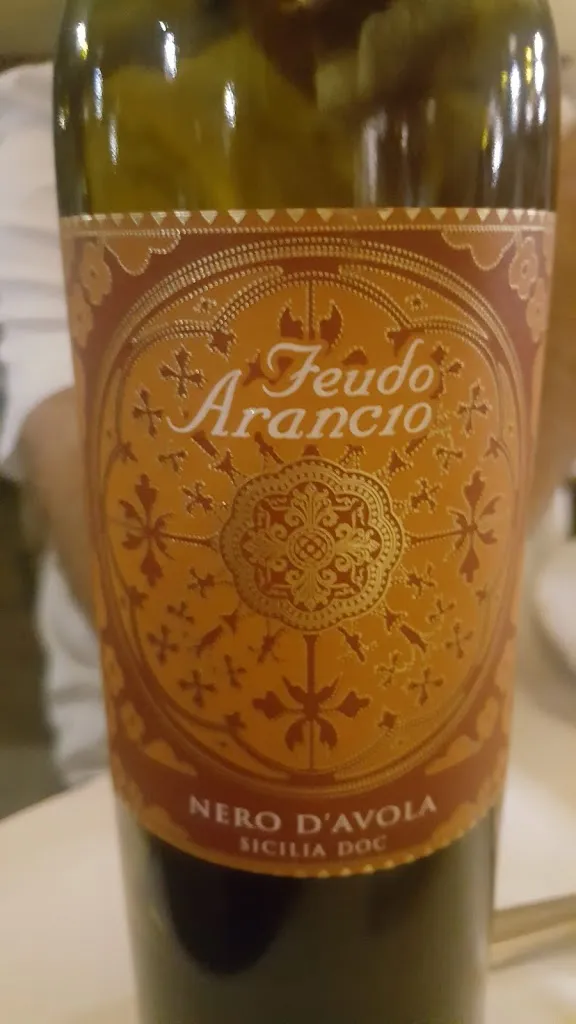 Feudo
Arancio
NERO D'AVOLA
SICILIA DOC